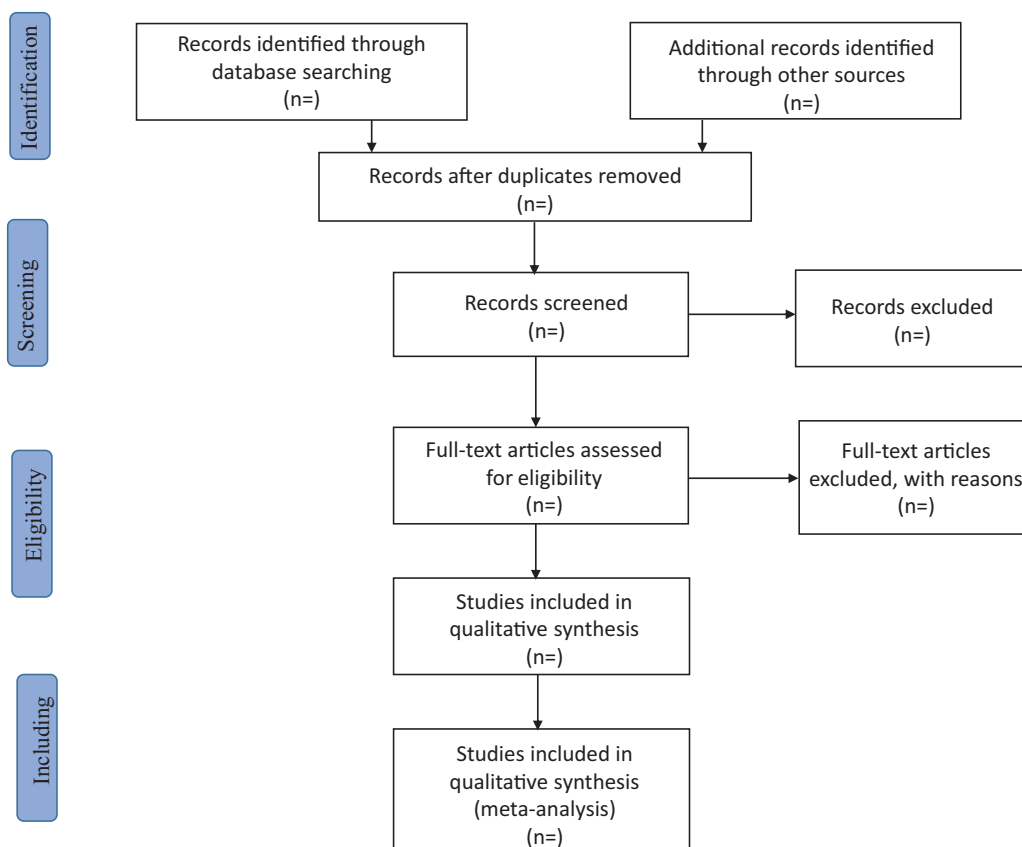 Identification
Records identified through
database searching
(n=)
Additional records identified
through other sources
(n=)
Records after duplicates removed
(n=)
Screening
Records screened
(n=)
Records excluded
(n=)
Eligibility
Full-text articles assessed
for eligibility
(n=)
Full-text articles
excluded, with reasons
(n=)
Studies included in
qualitative synthesis
(n=)
Including
Studies included in
qualitative synthesis
(meta-analysis)
(n=)